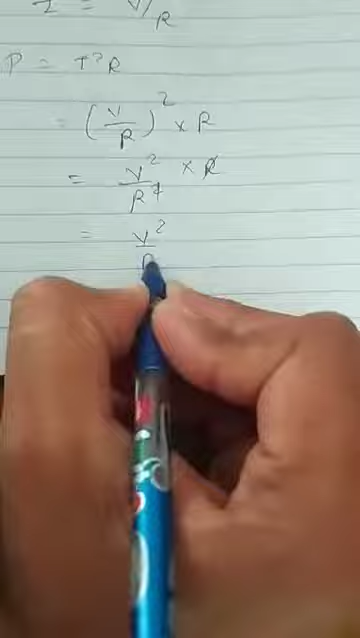 I = V/R
P = I²R
= (V/R)² × R
= V²/R² × R
= V²/R